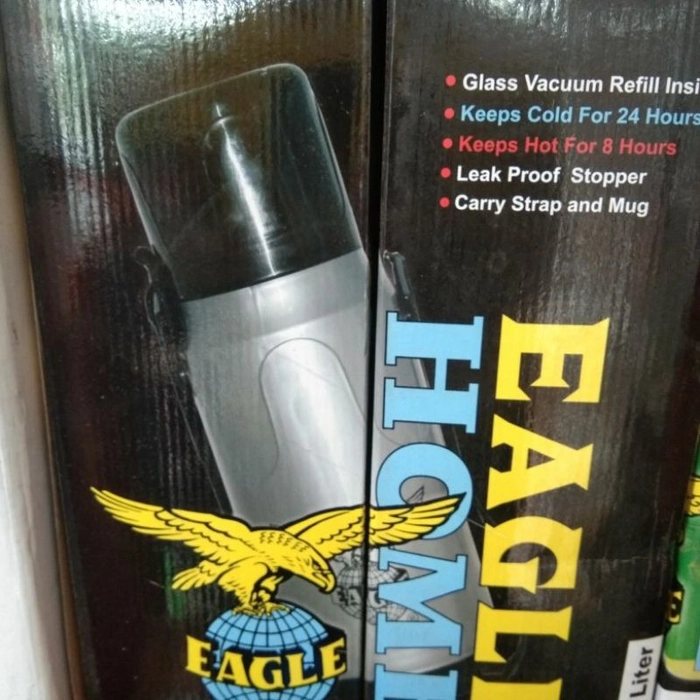 Glass Vacuum Refill Insi
Keeps Cold For 24 Hours
Keeps Hot For 8 Hours
Leak Proof Stopper
Carry Strap and Mug
EAGL
HOM
EAGLE
Liter